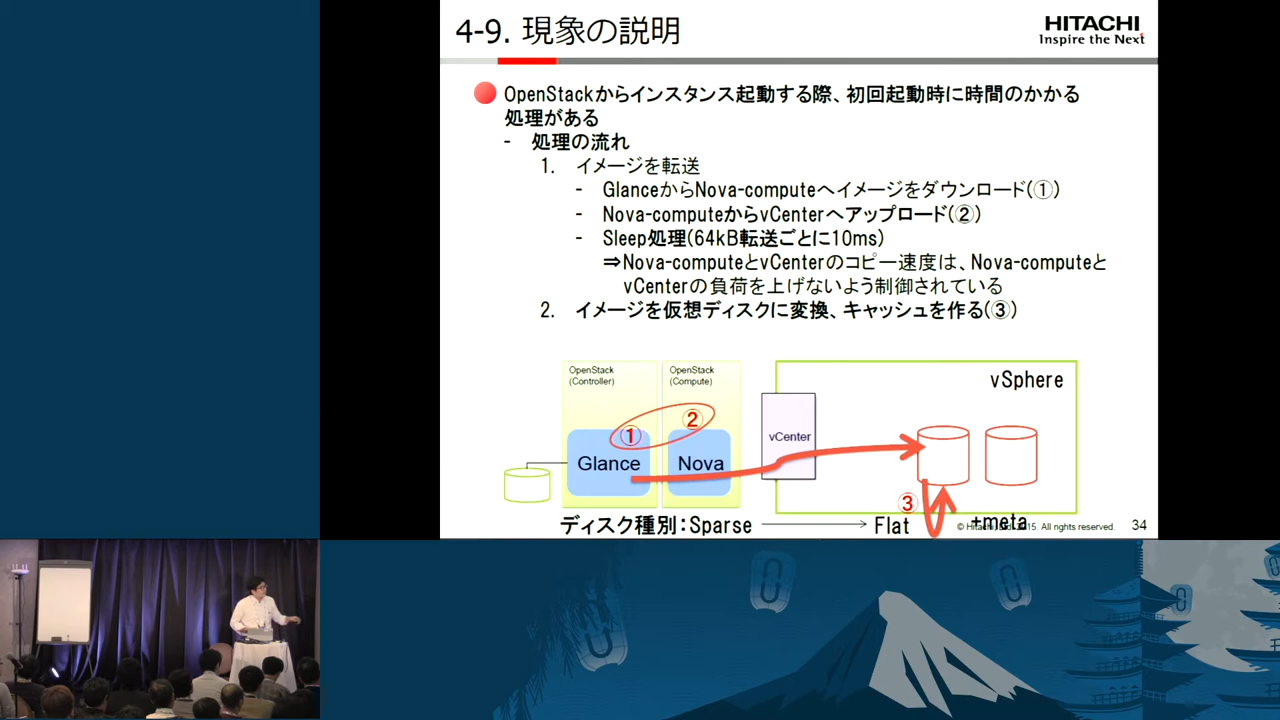 4-9. 現象の説明
HITACHI
Inspire the Next
OpenStackからインスタンス起動する際、初回起動時に時間のかかる
処理がある
- 処理の流れ
1. イメージを転送
- GlanceからNova-computeへイメージをダウンロード(①)
- Nova-computeからvCenterへアップロード(②)
- Sleep処理(64kB転送ごとに10ms)
⇒Nova-computeとvCenterのコピー速度は、Nova-computeと
vCenterの負荷を上げないよう制御されている
2. イメージを仮想ディスクに変換、キャッシュを作る(③)
OpenStack
(Controller)
OpenStack
(Compute)
vSphere
①
②
vCenter
Glance
Nova
③
ディスク種別：Sparse
Flat
+meta
© Hitachi, 2015. All rights reserved.
34